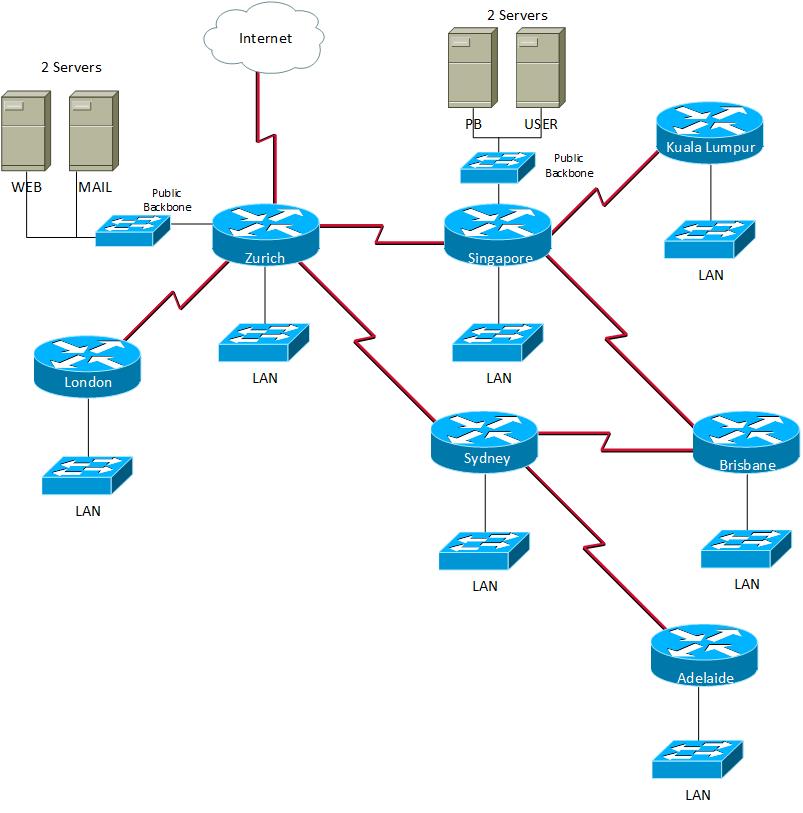 2 Servers
Internet
2 Servers
WEB
MAIL
PB
USER
Public
Backbone
Public
Backbone
Kuala Lumpur
Zurich
Singapore
LAN
London
LAN
LAN
Sydney
Brisbane
LAN
LAN
LAN
Adelaide
LAN